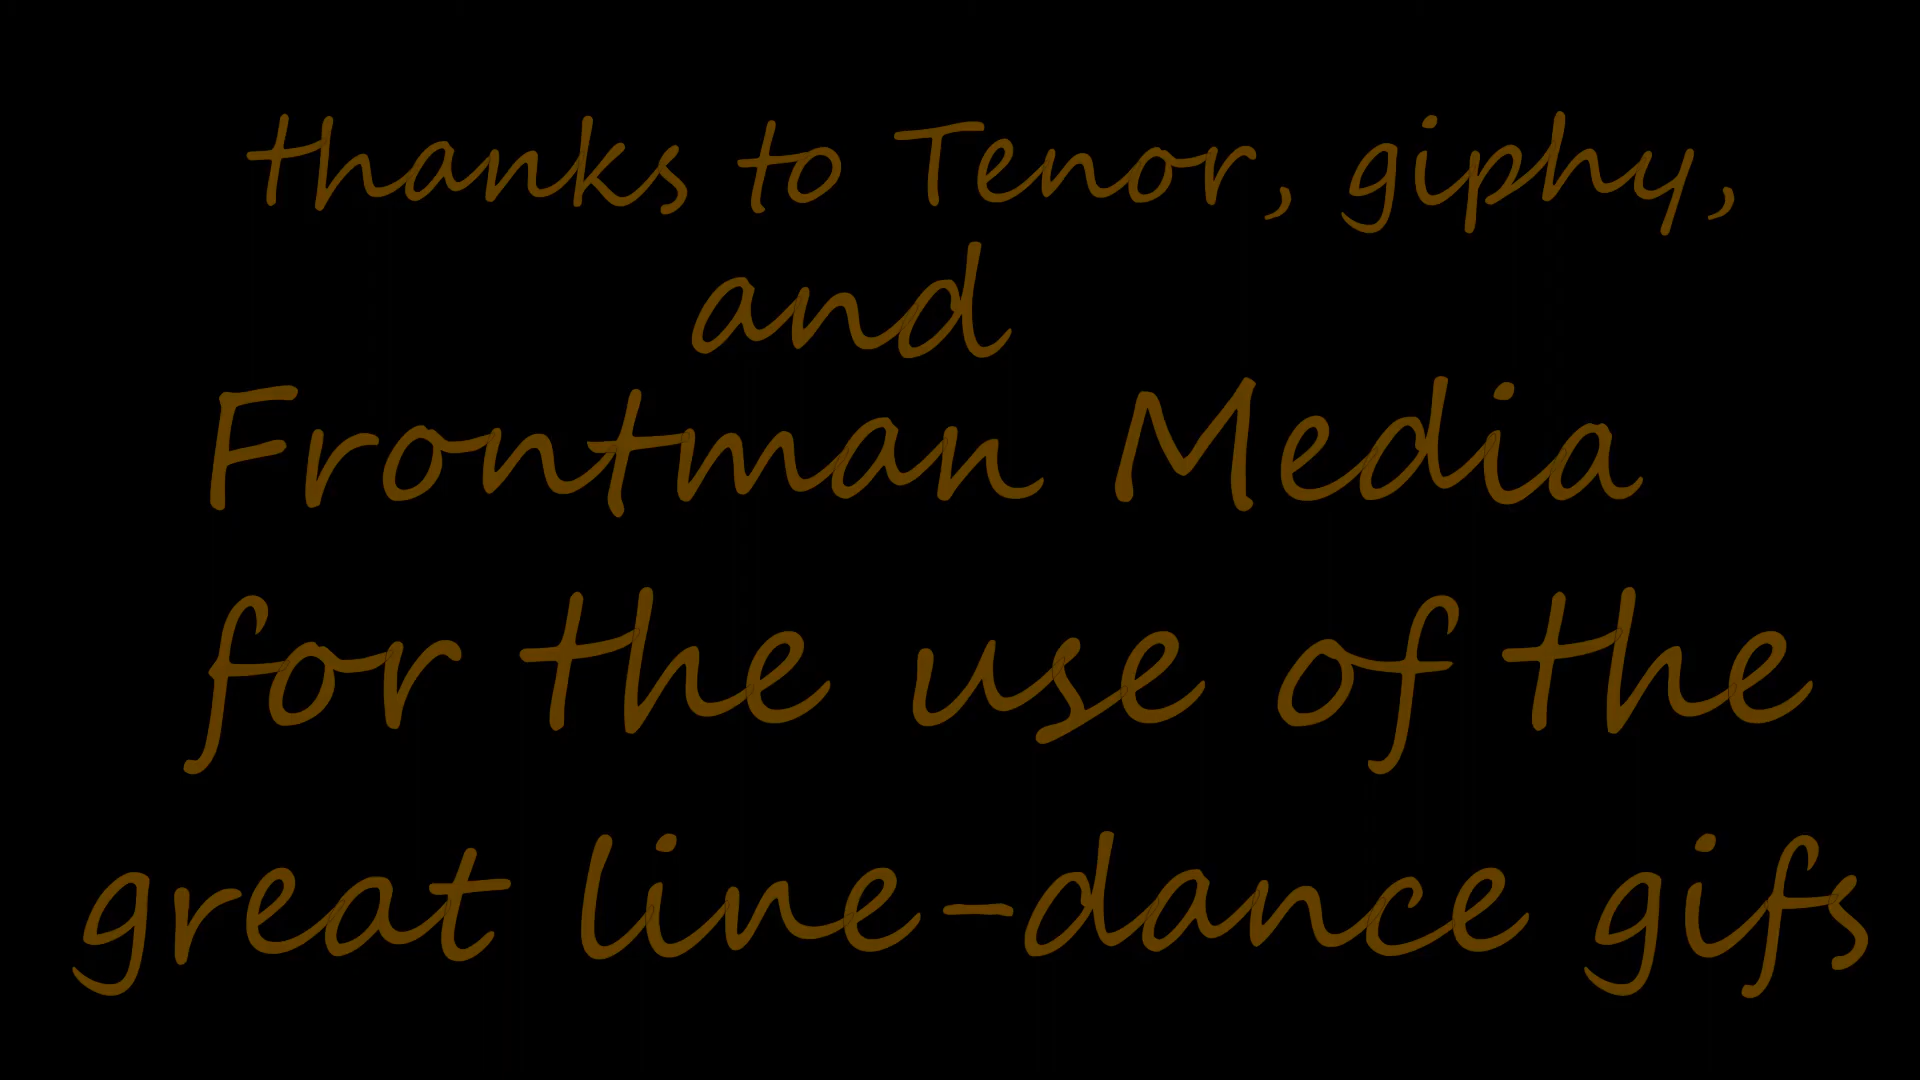 thanks to Tenor, giphy,
and
Frontman Media
for the use of the
great line-dance gifs